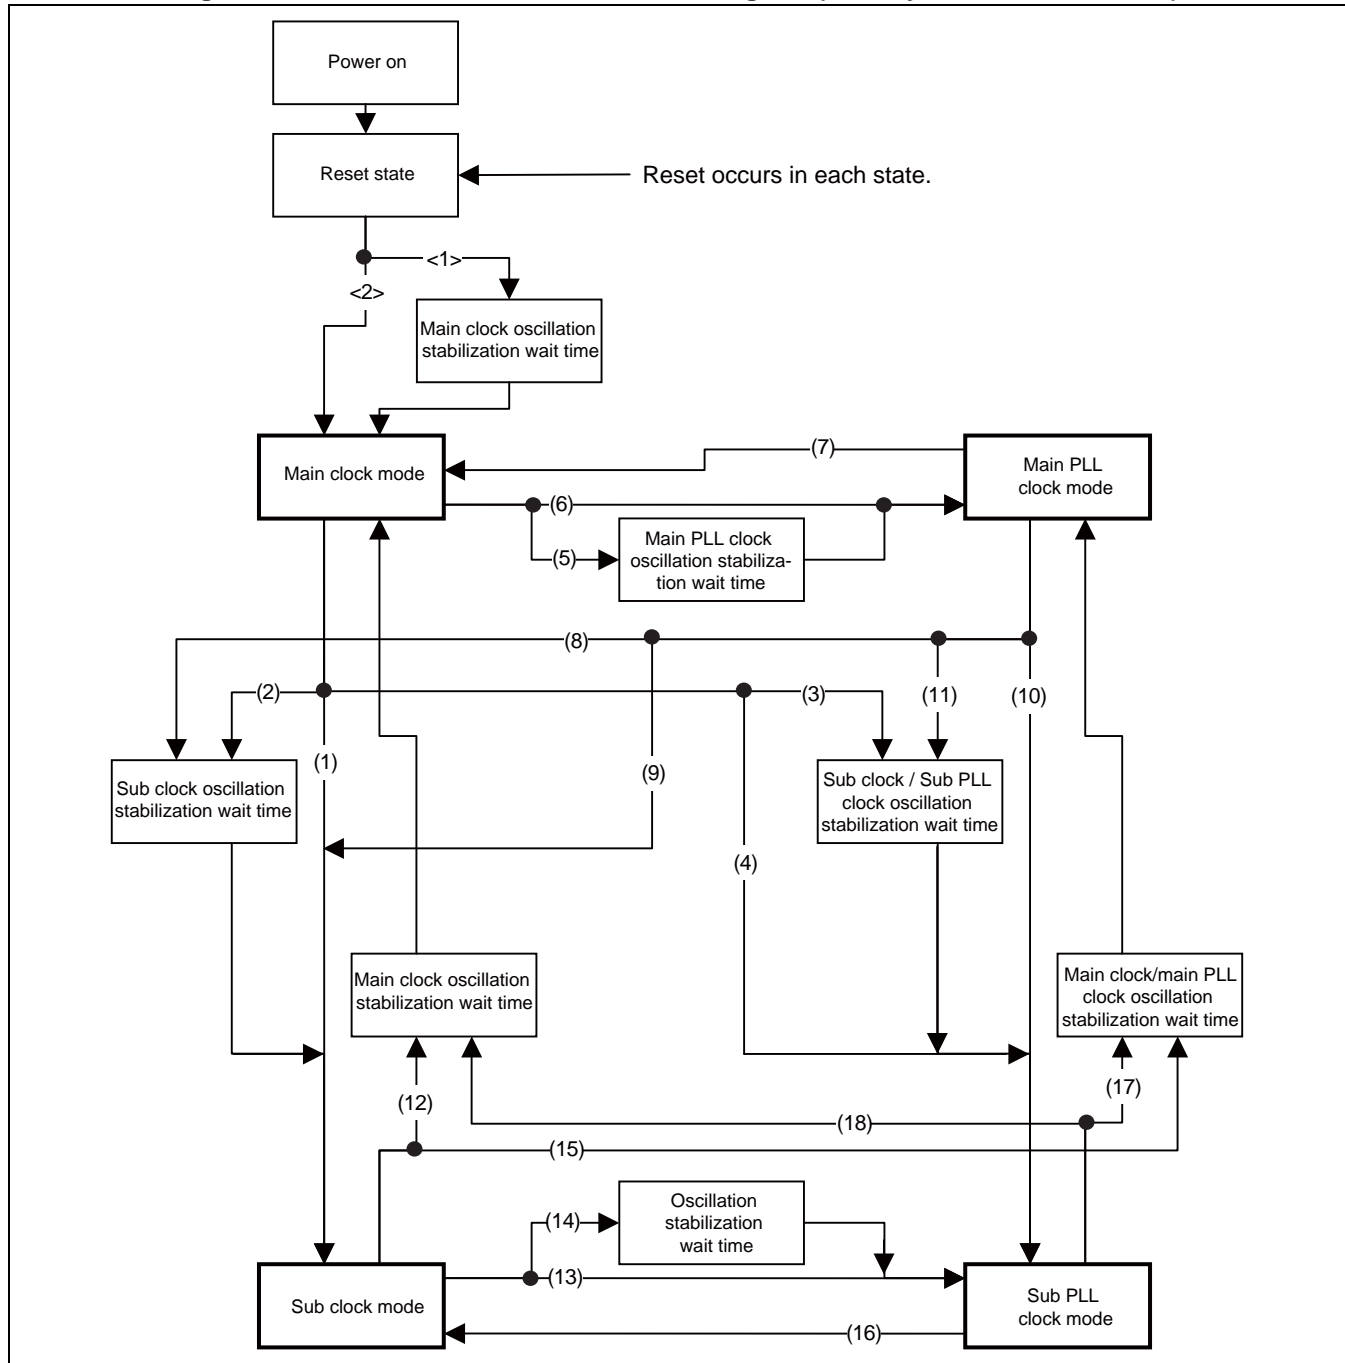 Power on
Reset state
Reset occurs in each state.
<1>
<2>
Main clock oscillation
stabilization wait time
Main clock mode
(7)
Main PLL
clock mode
(6)
(5)
Main PLL clock
oscillation stabiliza-
tion wait time
(8)
(2)
(3)
(11)
(10)
(1)
(9)
Sub clock oscillation
stabilization wait time
Sub clock / Sub PLL
clock oscillation
stabilization wait time
(4)
Main clock oscillation
stabilization wait time
Main clock/main PLL
clock oscillation
stabilization wait time
(12)
(17)
(18)
(15)
(14)
Oscillation
stabilization
wait time
(13)
Sub clock mode
Sub PLL
clock mode
(16)